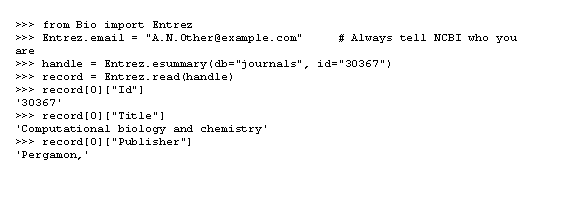 >>> from Bio import Entrez
>>> Entrez.email = "A.N.Other@example.com"     # Always tell NCBI who you
are
>>> handle = Entrez.esummary(db="journals", id="30367")
>>> record = Entrez.read(handle)
>>> record[0]["Id"]
'30367'
>>> record[0]["Title"]
'Computational biology and chemistry'
>>> record[0]["Publisher"]
'Pergamon,'